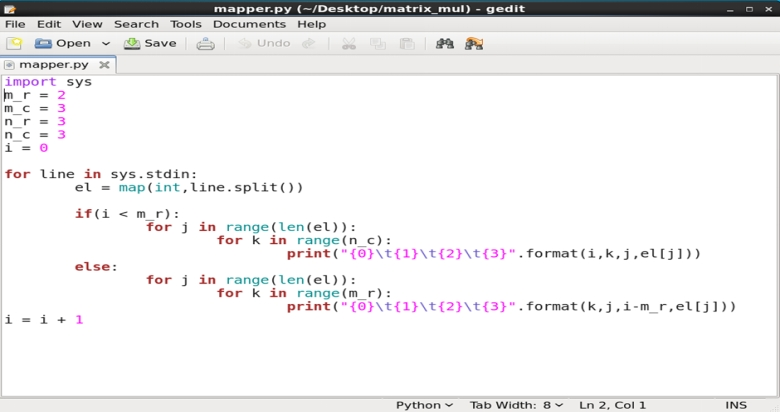 mapper.py (~/Desktop/matrix_mul) - gedit
File Edit View Search Tools Documents Help
Open Save Undo
mapper.py
import sys
m_r = 2
m_c = 3
n_r = 3
n_c = 3
i = 0
for line in sys.stdin:
        el = map(int,line.split())
        if(i < m_r):
                for j in range(len(el)):
                        for k in range(n_c):
                                print("{0}\t{1}\t{2}\t{3}".format(i,k,j,el[j]))
        else:
                for j in range(len(el)):
                        for k in range(m_r):
                                print("{0}\t{1}\t{2}\t{3}".format(k,j,i-m_r,el[j]))
i = i + 1
Python Tab Width: 8 Ln 2, Col 1 INS